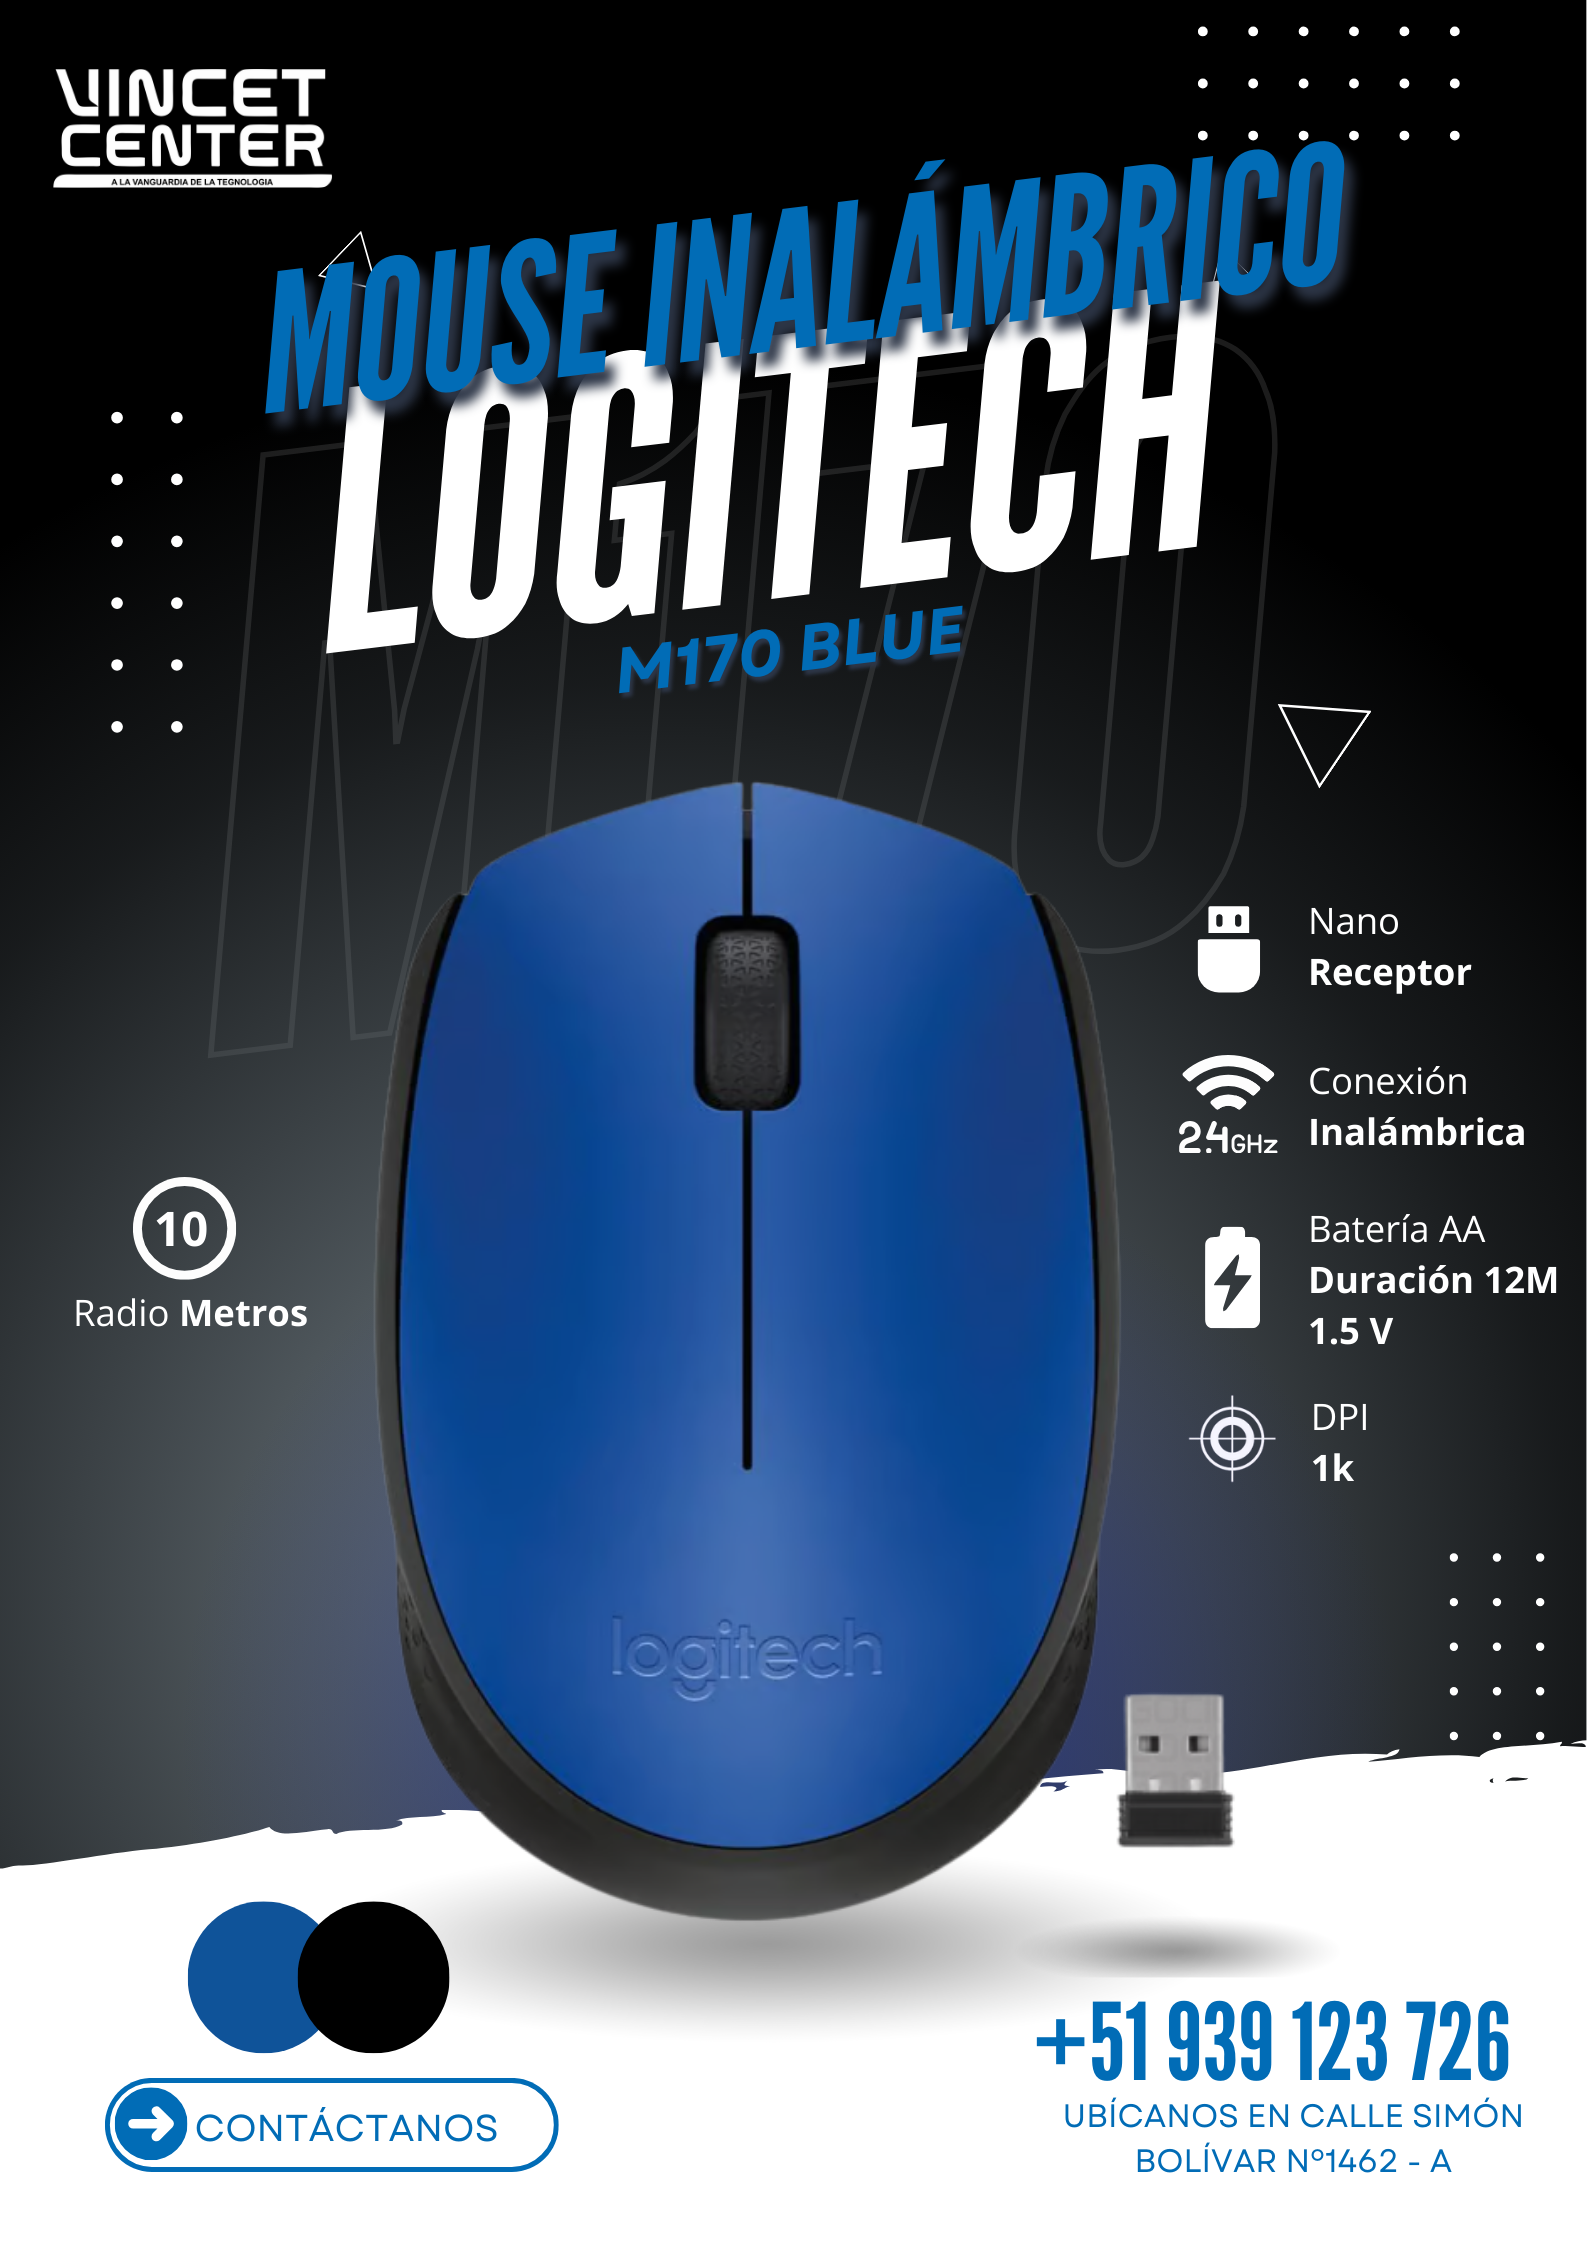 VINCET
CENTER
A LA VANGUARDIA DE LA TEGNOLOGIA
MOUSE INALÁMBRICO
LOGITECH
M170
M170 BLUE
Nano
Receptor
2.4GHz
Conexión
Inalámbrica
10
Radio Metros
Batería AA
Duración 12M
1.5 V
DPI
1k
logitech
+51 939 123 726
CONTÁCTANOS
UBÍCANOS EN CALLE SIMÓN
BOLÍVAR N°1462 - A